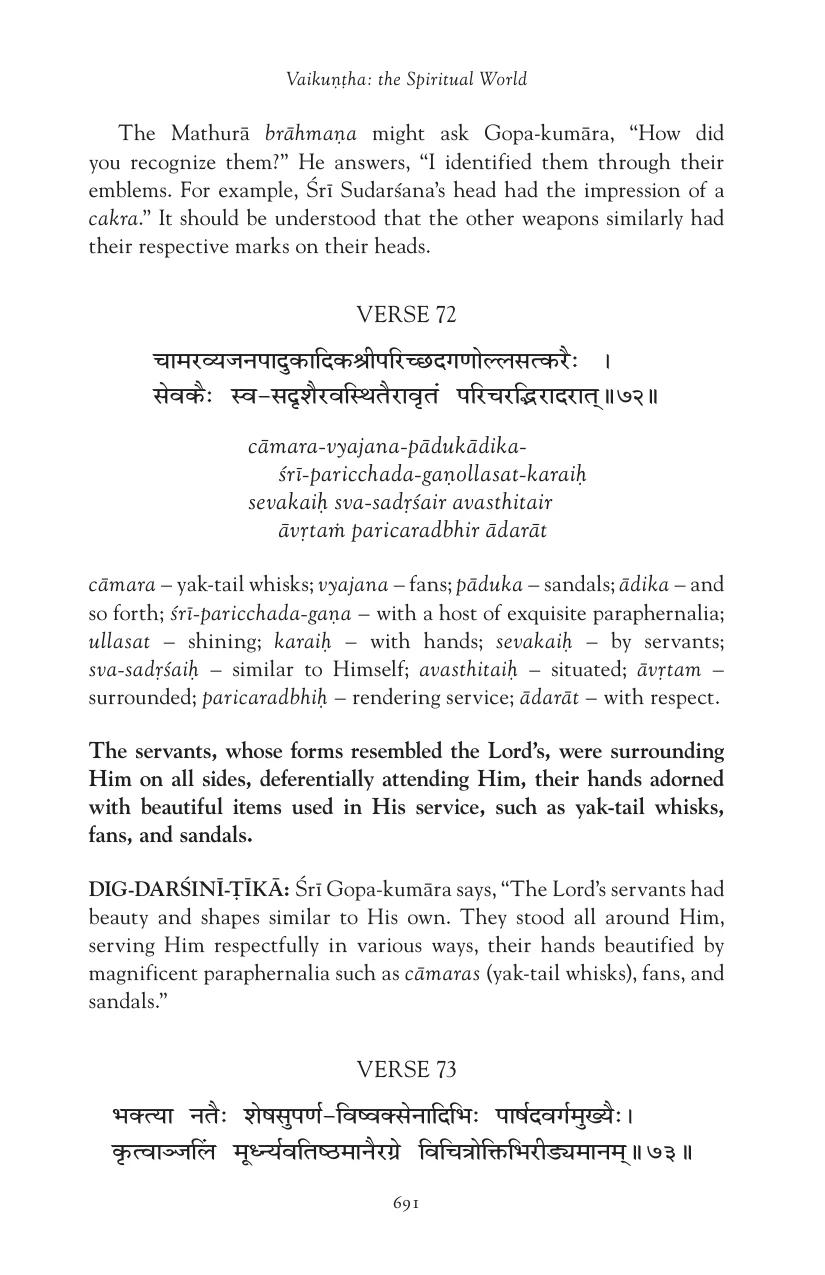 Vaikuṇṭha: the Spiritual World
The Mathurā brāhmaṇa might ask Gopa-kumāra, “How did
you recognize them?” He answers, “I identified them through their
emblems. For example, Śrī Sudarśana’s head had the impression of a
cakra.” It should be understood that the other weapons similarly had
their respective marks on their heads.
VERSE 72
चामरव्यजनपादुकादिकश्रीपरिच्छदगणोल्लसत्करैः ।
सेवकैः स्व-सदृशैरवस्थितैरावृतं परिचरद्भिरादरात्॥७२॥
cāmara-vyajana-pādukādika-
śrī-paricchada-gaṇollasat-karaiḥ
sevakaiḥ sva-sadṛśair avasthitair
āvṛtaṁ paricaradbhir ādarāt
cāmara – yak-tail whisks; vyajana – fans; pāduka – sandals; ādika – and
so forth; śrī-paricchada-gaṇa – with a host of exquisite paraphernalia;
ullasat – shining; karaiḥ – with hands; sevakaiḥ – by servants;
sva-sadṛśaiḥ – similar to Himself; avasthitaiḥ – situated; āvṛtam –
surrounded; paricaradbhiḥ – rendering service; ādarāt – with respect.
The servants, whose forms resembled the Lord’s, were surrounding
Him on all sides, deferentially attending Him, their hands adorned
with beautiful items used in His service, such as yak-tail whisks,
fans, and sandals.
DIG-DARŚINĪ-ṬĪKĀ: Śrī Gopa-kumāra says, “The Lord’s servants had
beauty and shapes similar to His own. They stood all around Him,
serving Him respectfully in various ways, their hands beautified by
magnificent paraphernalia such as cāmaras (yak-tail whisks), fans, and
sandals.”
VERSE 73
भक्त्या नतैः शेषसुपर्ण-विष्वक्सेनादिभिः पार्षदवर्गमुख्यैः।
कृत्वाञ्जलिं मूर्ध्न्यवतिष्ठमानैरग्रे विचित्रोक्तिभिरीड्यमानम्॥७३॥
691